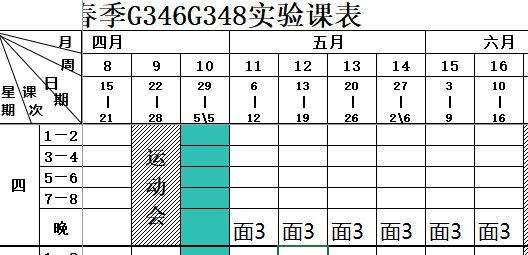 春季G346G348实验课表
月 四月 五月 六月
周 8 9 10 11 12 13 14 15 16
日期 15 22 29 6 13 20 27 3 10
星期 课次 21 28 5\5 12 19 26 2\6 9 16
四
1－2
3－4
5－6
7－8
晚 面3 面3 面3 面3 面3 面3
运动会